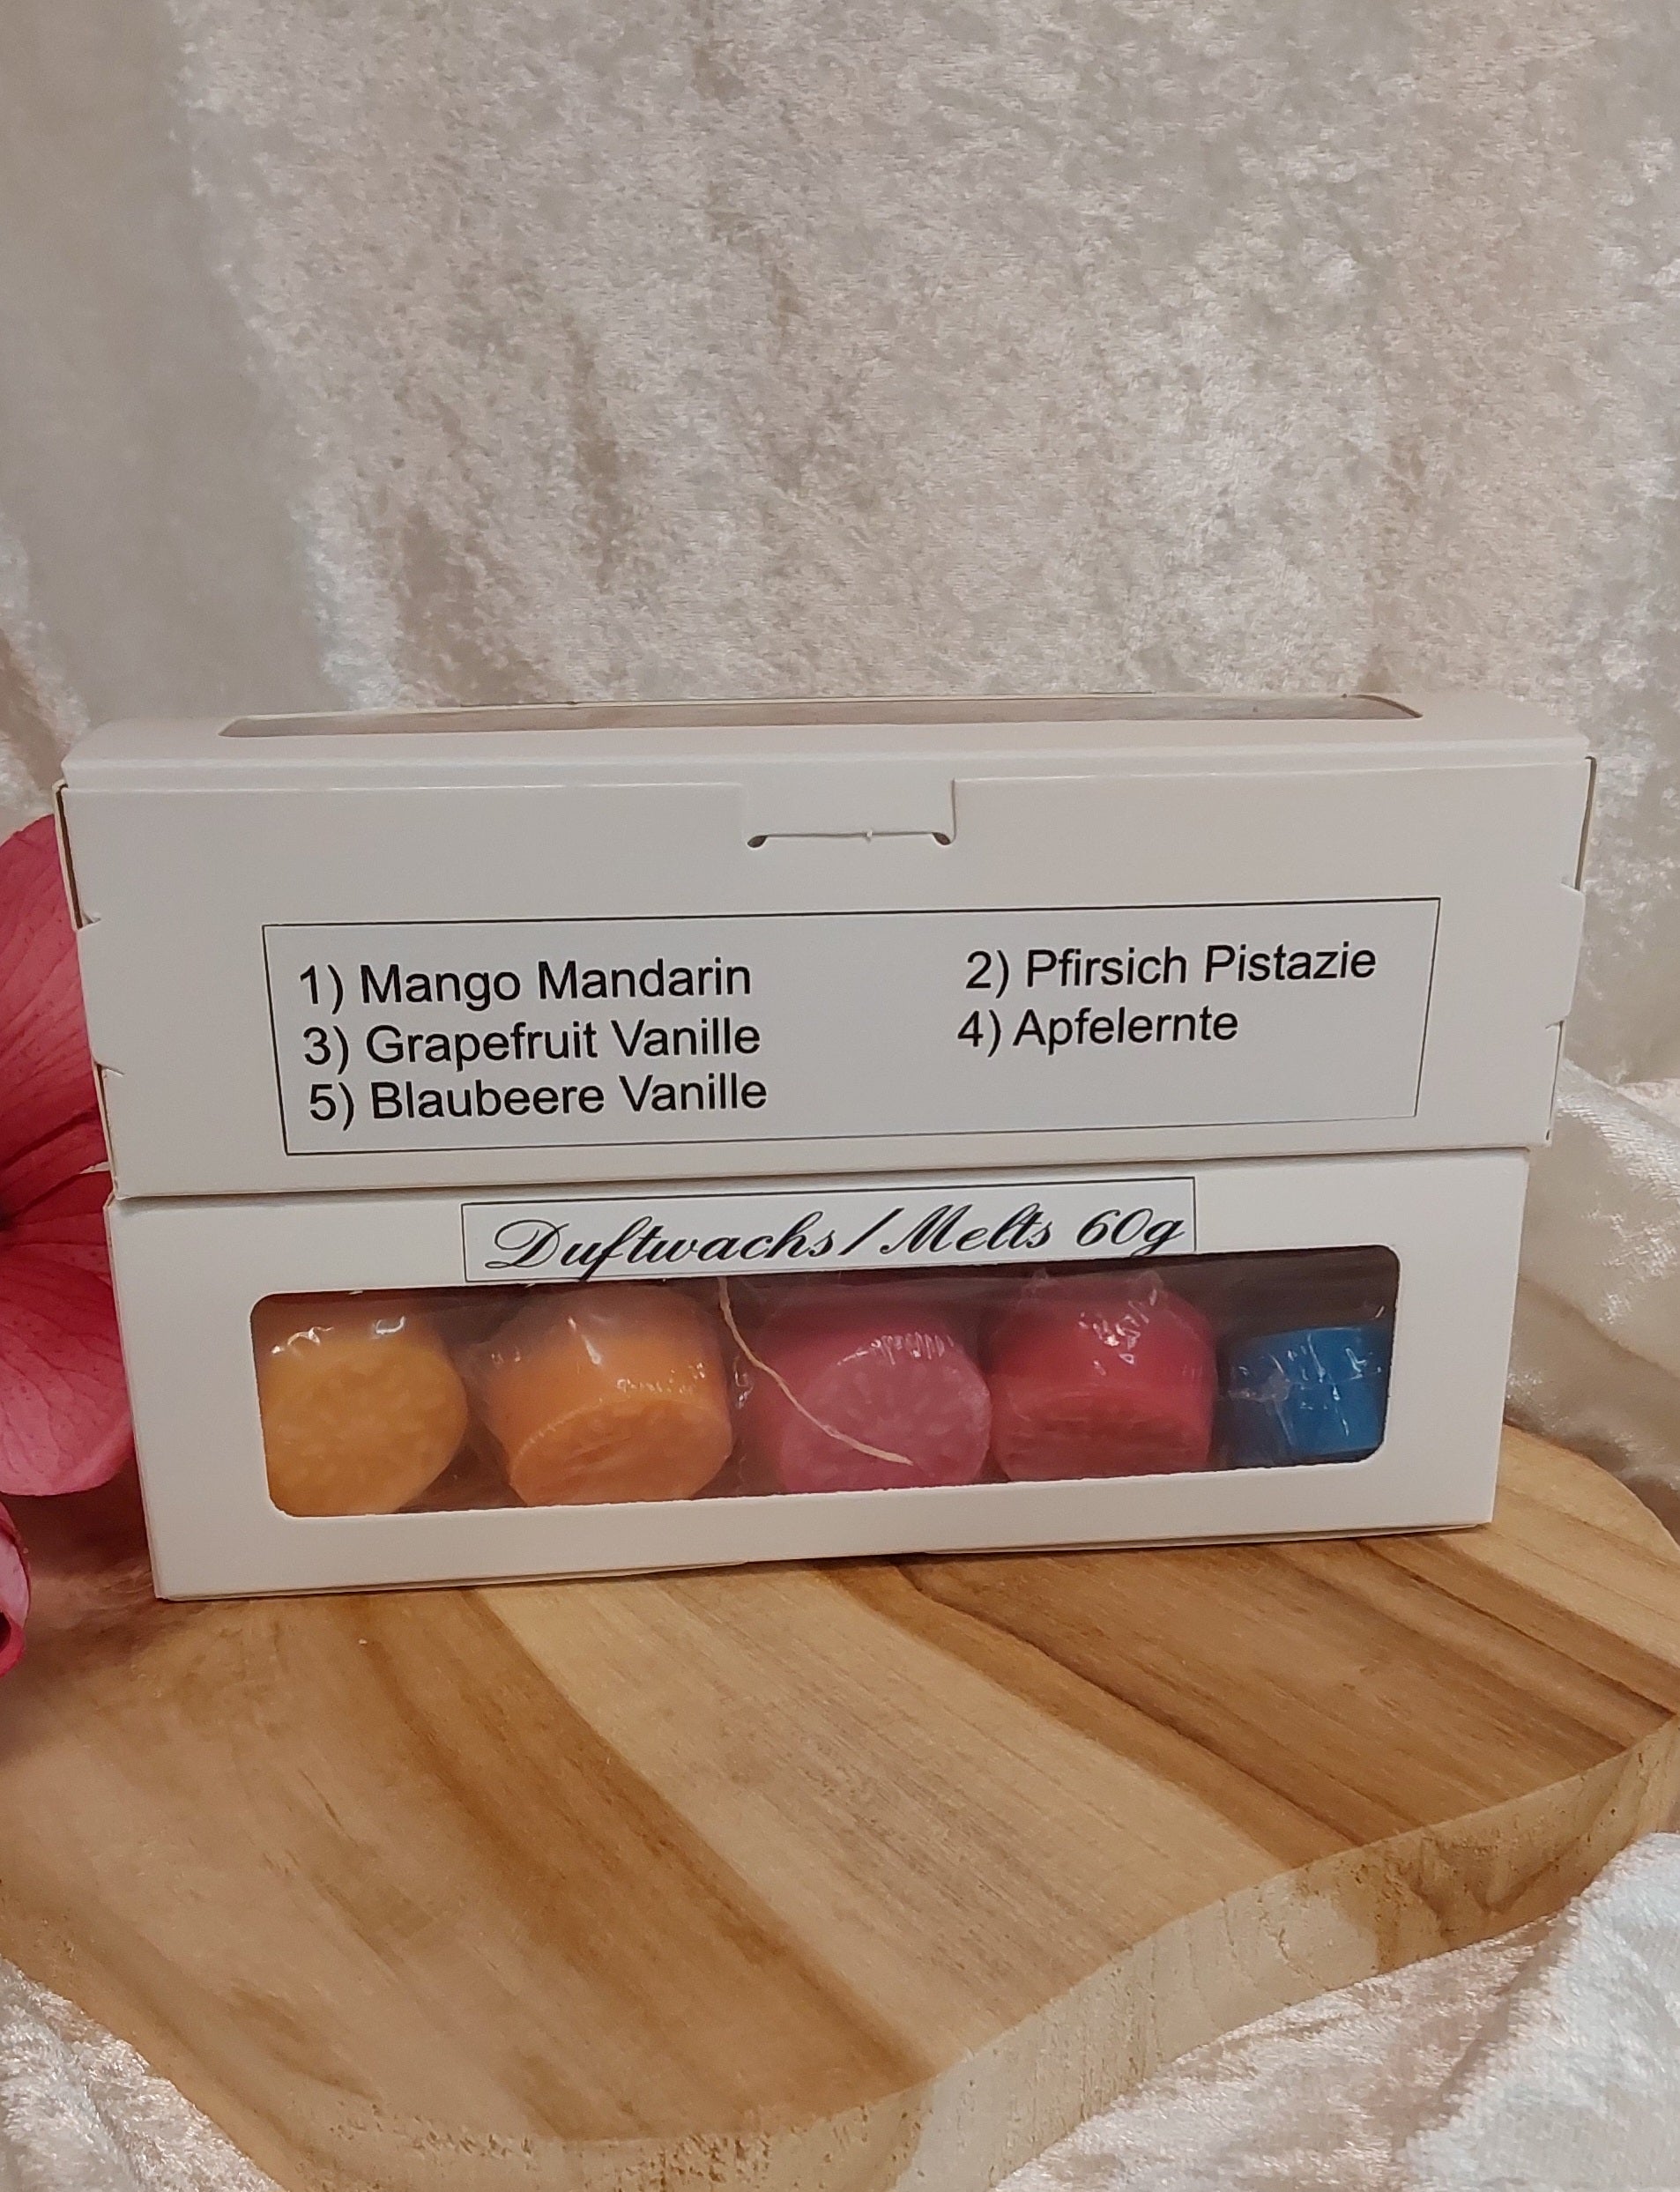 1) Mango Mandarin 2) Pfirsich Pistazie
3) Grapefruit Vanille 4) Apfelernte
5) Blaubeere Vanille
Duftwachs/Melts 60g